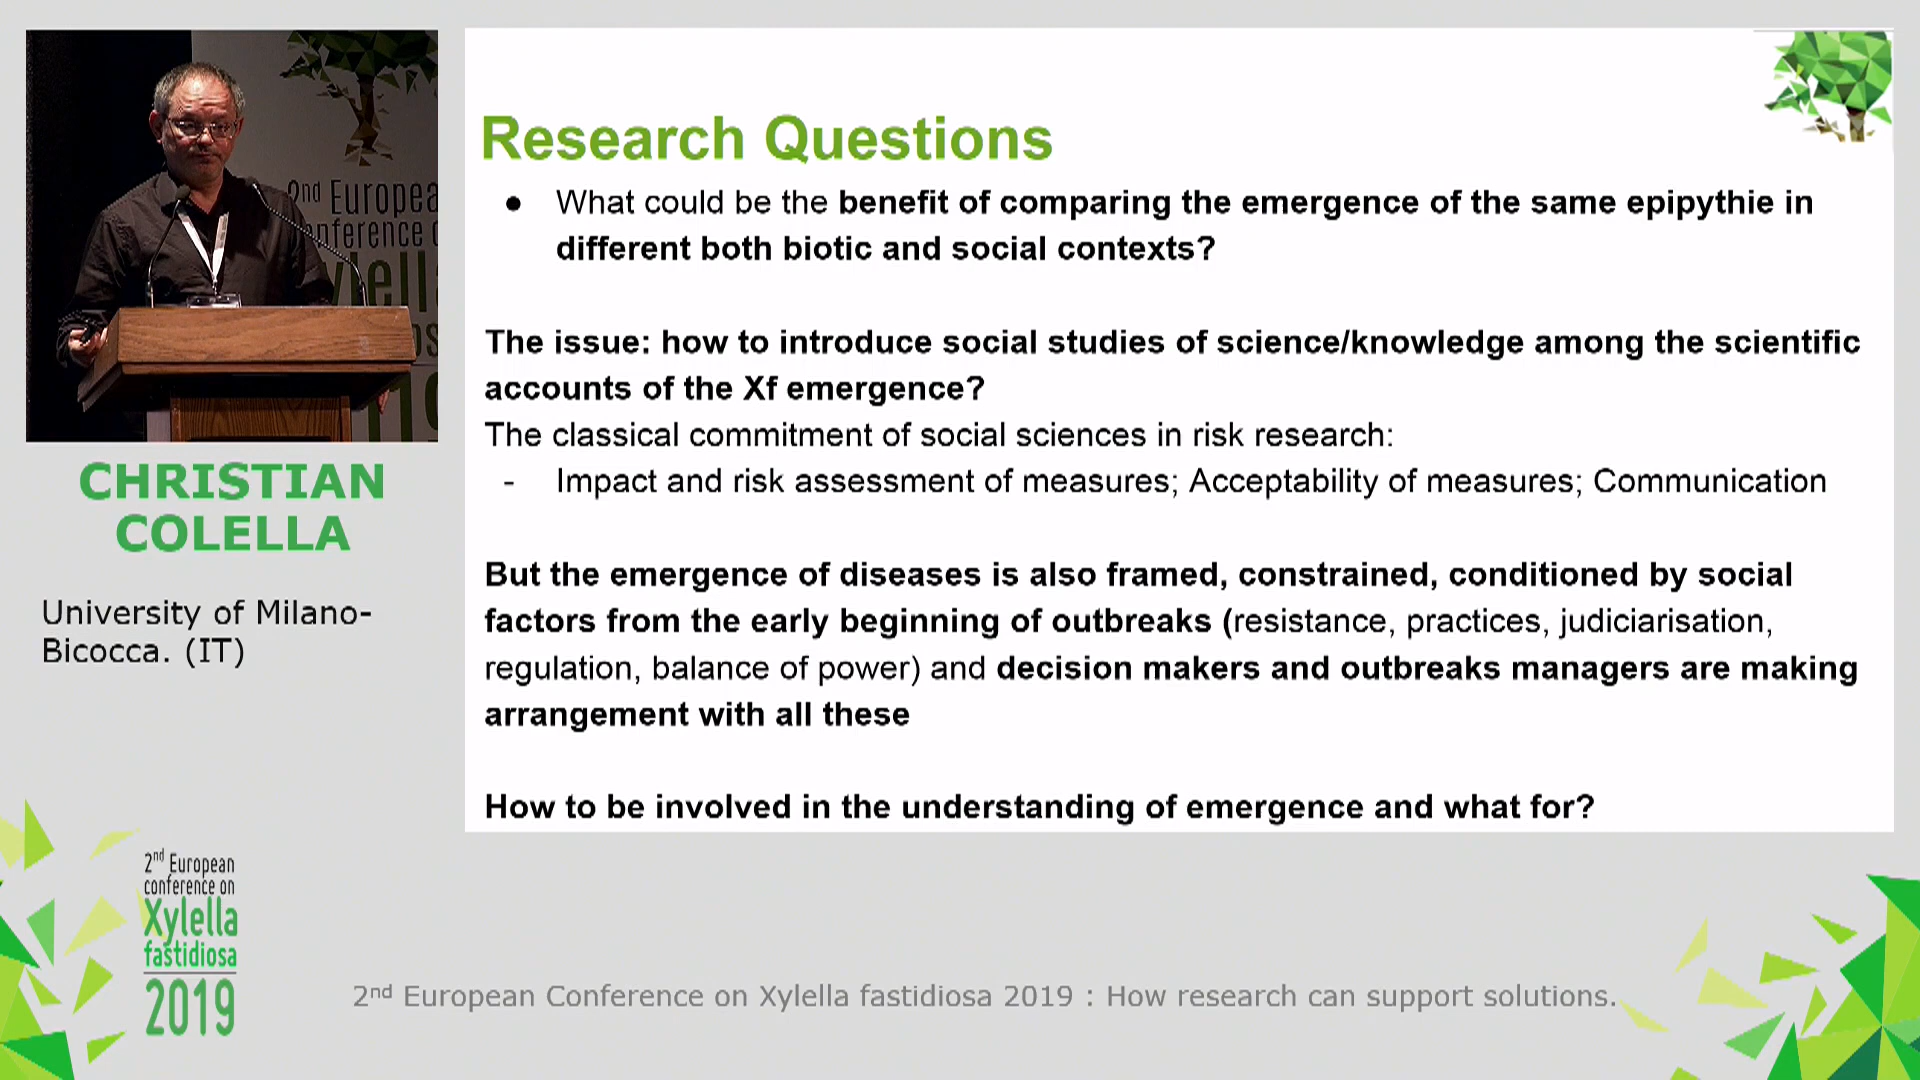 2nd Europea
nference
CHRISTIAN
COLELLA
University of Milano-
Bicocca. (IT)
Research Questions
● What could be the benefit of comparing the emergence of the same epipythie in
different both biotic and social contexts?
The issue: how to introduce social studies of science/knowledge among the scientific
accounts of the Xf emergence?
The classical commitment of social sciences in risk research:
- Impact and risk assessment of measures; Acceptability of measures; Communication
But the emergence of diseases is also framed, constrained, conditioned by social
factors from the early beginning of outbreaks (resistance, practices, judiciarisation,
regulation, balance of power) and decision makers and outbreaks managers are making
arrangement with all these
How to be involved in the understanding of emergence and what for?
2nd European
conference on
Xylella
fastidiosa
2019
2nd European Conference on Xylella fastidiosa 2019 : How research can support solutions.